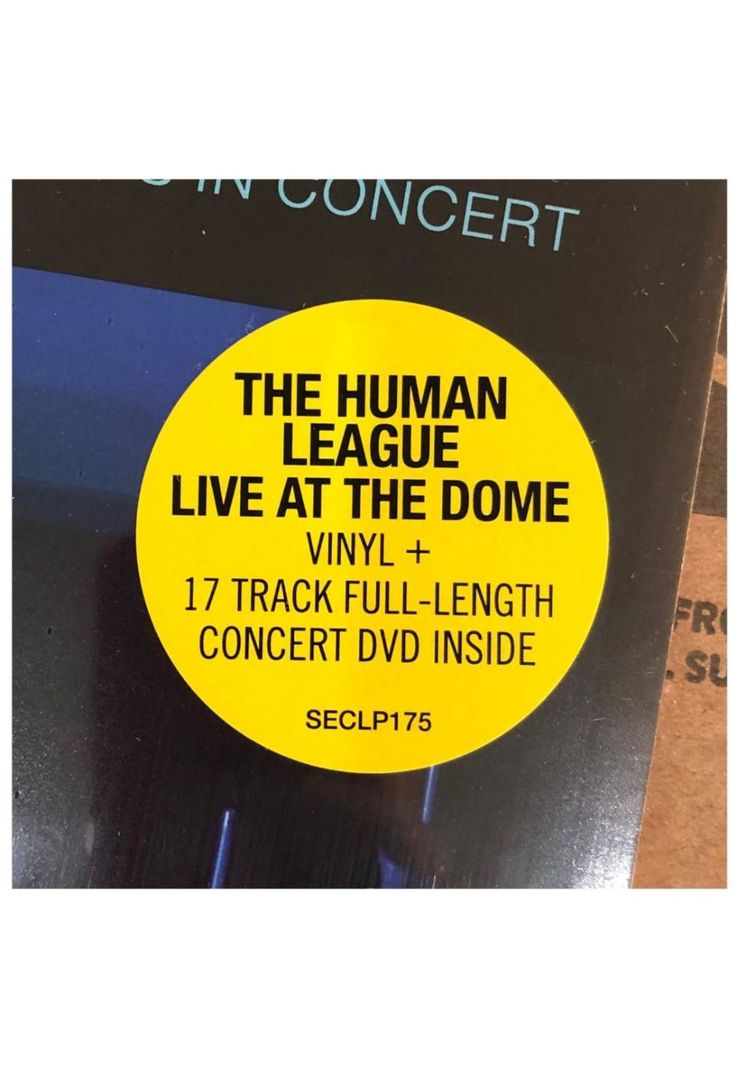 IN CONCERT
THE HUMAN
LEAGUE
LIVE AT THE DOME
VINYL +
17 TRACK FULL-LENGTH
CONCERT DVD INSIDE
SECLP175